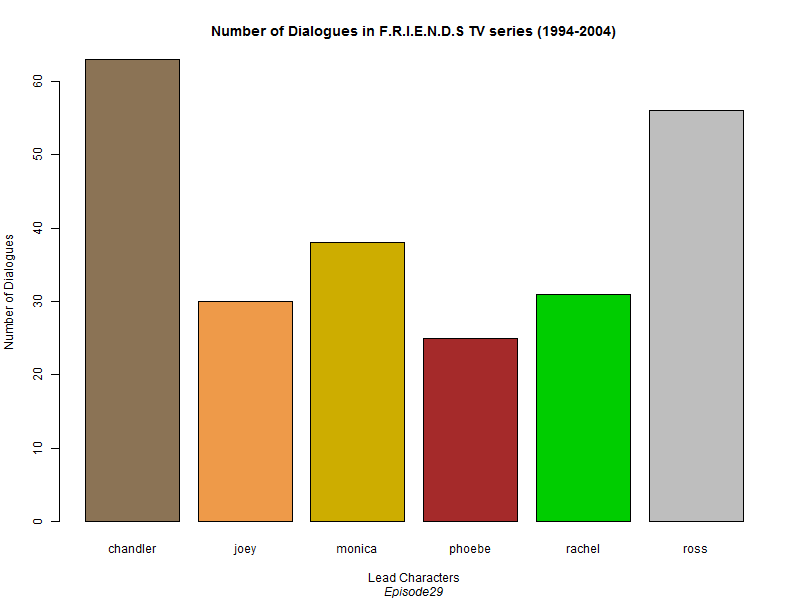 Number of Dialogues in F.R.I.E.N.D.S TV series (1994-2004)
Number of Dialogues
60
50
40
30
20
10
0
chandler joey monica phoebe rachel ross
Lead Characters
Episode29